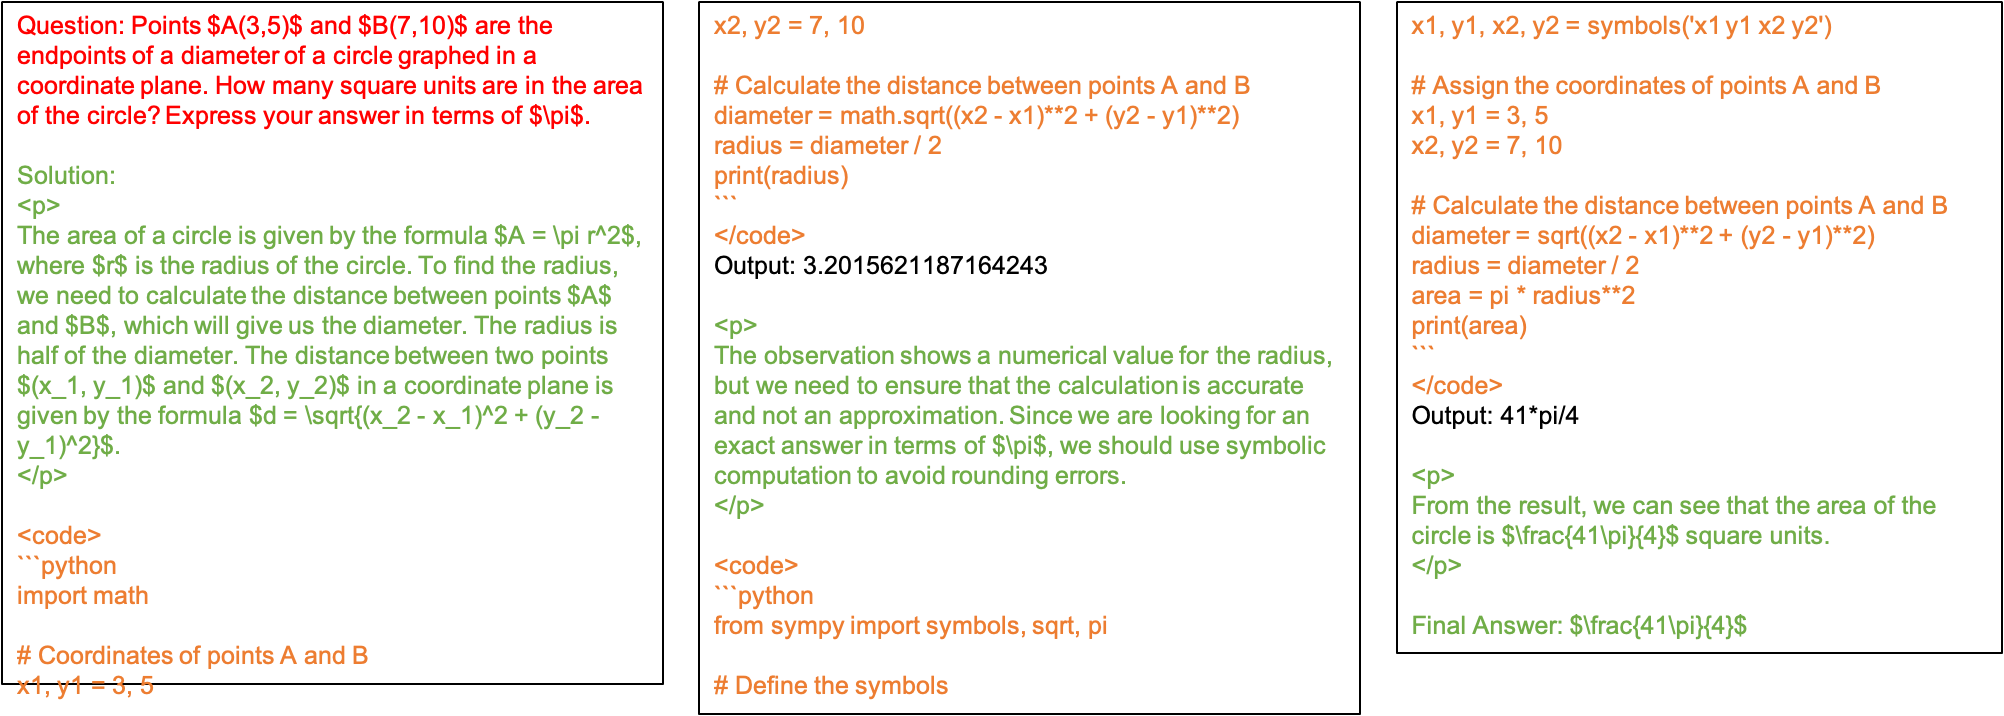 Question: Points $A(3,5)$ and $B(7,10)$ are the
endpoints of a diameter of a circle graphed in a
coordinate plane. How many square units are in the area
of the circle? Express your answer in terms of $\pi$.
Solution:
<p>
The area of a circle is given by the formula $A = \pi r^2$,
where $r$ is the radius of the circle. To find the radius,
we need to calculate the distance between points $A$
and $B$, which will give us the diameter. The radius is
half of the diameter. The distance between two points
$(x_1, y_1)$ and $(x_2, y_2)$ in a coordinate plane is
given by the formula $d = \sqrt{(x_2 - x_1)^2 + (y_2 -
y_1)^2}$.
</p>
<code>
```python
import math
# Coordinates of points A and B
x1, y1 = 3, 5
x2, y2 = 7, 10
# Calculate the distance between points A and B
diameter = math.sqrt((x2 - x1)**2 + (y2 - y1)**2)
radius = diameter / 2
print(radius)
```
</code>
Output: 3.2015621187164243
<p>
The observation shows a numerical value for the radius,
but we need to ensure that the calculation is accurate
and not an approximation. Since we are looking for an
exact answer in terms of $\pi$, we should use symbolic
computation to avoid rounding errors.
</p>
<code>
```python
from sympy import symbols, sqrt, pi
# Define the symbols
x1, y1, x2, y2 = symbols('x1 y1 x2 y2')
# Assign the coordinates of points A and B
x1, y1 = 3, 5
x2, y2 = 7, 10
# Calculate the distance between points A and B
diameter = sqrt((x2 - x1)**2 + (y2 - y1)**2)
radius = diameter / 2
area = pi * radius**2
print(area)
```
</code>
Output: 41*pi/4
<p>
From the result, we can see that the area of the
circle is $\frac{41\pi}{4}$ square units.
</p>
Final Answer: $\frac{41\pi}{4}$